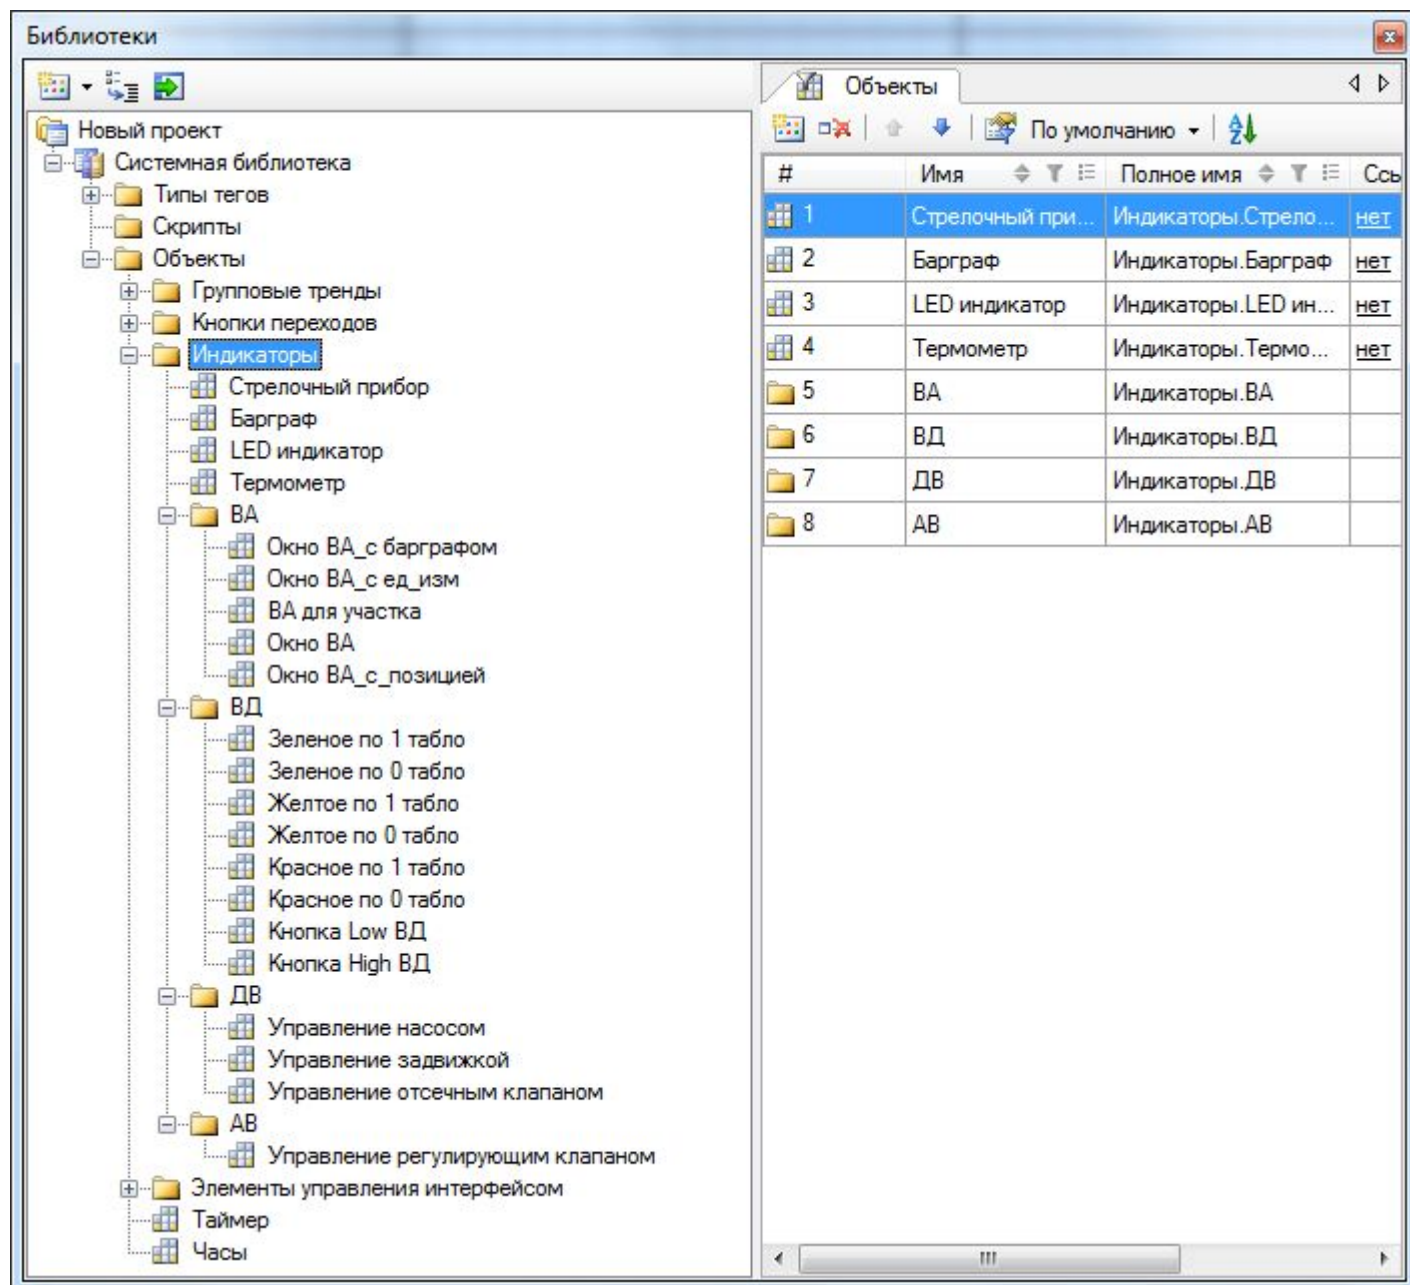 Библиотеки
Новый проект
Системная библиотека
Типы тегов
Скрипты
Объекты
Групповые тренды
Кнопки переходов
Индикаторы
Стрелочный прибор
Барграф
LED индикатор
Термометр
ВА
Окно ВА_с барграфом
Окно ВА_с ед_изм
ВА для участка
Окно ВА
Окно ВА_с_позицией
ВД
Зеленое по 1 табло
Зеленое по 0 табло
Желтое по 1 табло
Желтое по 0 табло
Красное по 1 табло
Красное по 0 табло
Кнопка Low ВД
Кнопка High ВД
ДВ
Управление насосом
Управление задвижкой
Управление отсечным клапаном
АВ
Управление регулирующим клапаном
Элементы управления интерфейсом
Таймер
Часы
Объекты
По умолчанию
# Имя Полное имя Ссы
1 Стрелочный при... Индикаторы.Стрело... нет
2 Барграф Индикаторы.Барграф нет
3 LED индикатор Индикаторы.LED ин... нет
4 Термометр Индикаторы.Термо... нет
5 ВА Индикаторы.ВА
6 ВД Индикаторы.ВД
7 ДВ Индикаторы.ДВ
8 АВ Индикаторы.АВ